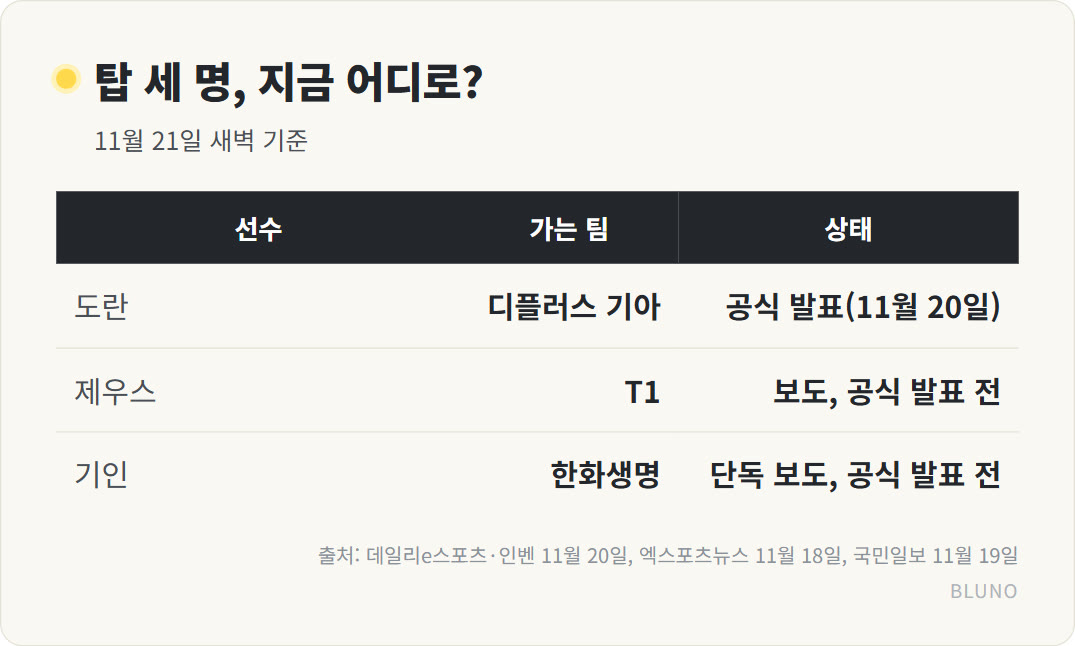 탑 세 명, 지금 어디로?
11월 21일 새벽 기준
선수 가는 팀 상태
도란 디플러스 기아 공식 발표(11월 20일)
제우스 T1 보도, 공식 발표 전
기인 한화생명 단독 보도, 공식 발표 전
출처: 데일리e스포츠·인벤 11월 20일, 엑스포츠뉴스 11월 18일, 국민일보 11월 19일
BLUNO